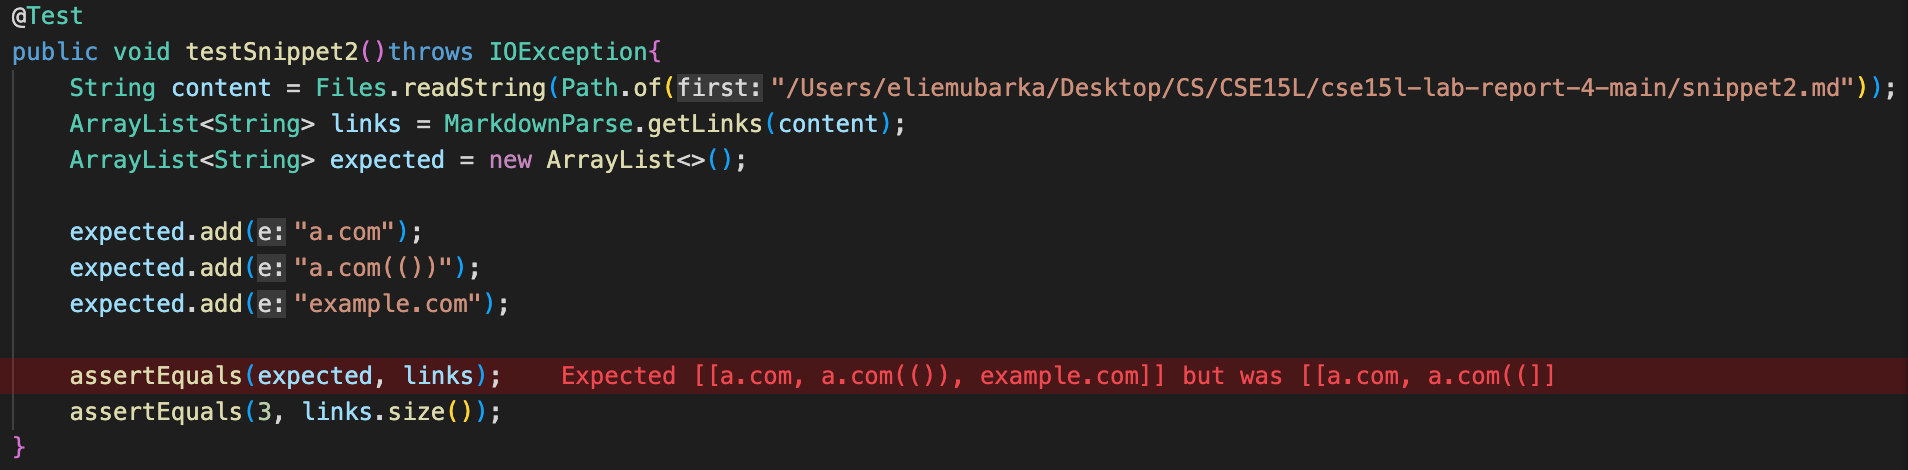 @Test
public void testSnippet2()throws IOException{
String content = Files.readString(Path.of(first:"/Users/eliemubarka/Desktop/CS/CSE15L/cse15l-lab-report-4-main/snippet2.md"));
ArrayList<String> links = MarkdownParse.getLinks(content);
ArrayList<String> expected = new ArrayList<>();
expected.add(e:"a.com");
expected.add(e:"a.com(())");
expected.add(e:"example.com");
assertEquals(expected, links); Expected [[a.com, a.com(()), example.com]] but was [[a.com, a.com((]]
assertEquals(3, links.size());
}